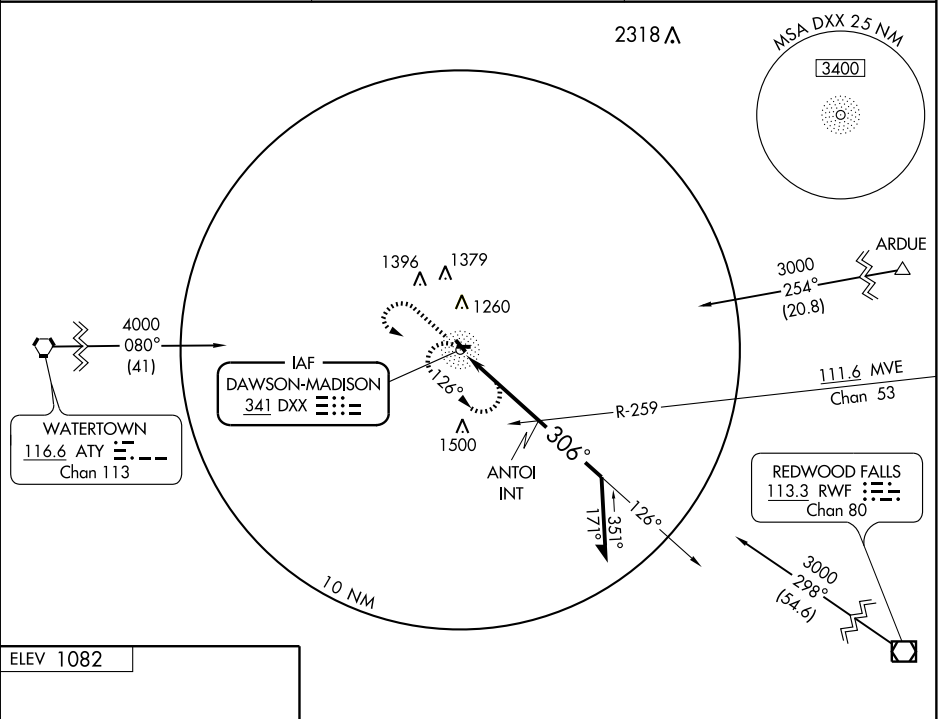 2318
MSA DXX 25 NM
3400
ARDUE
3000
254°
(20.8)
1396
1379
1260
4000
080°
(41)
IAF
DAWSON-MADISON
341 DXX
126°
111.6 MVE
Chan 53
R-259
WATERTOWN
116.6 ATY
Chan 113
1500
306°
ANTOI
INT
REDWOOD FALLS
113.3 RWF
Chan 80
126°
351°
171°
3000
298°
(54.6)
10 NM
ELEV 1082